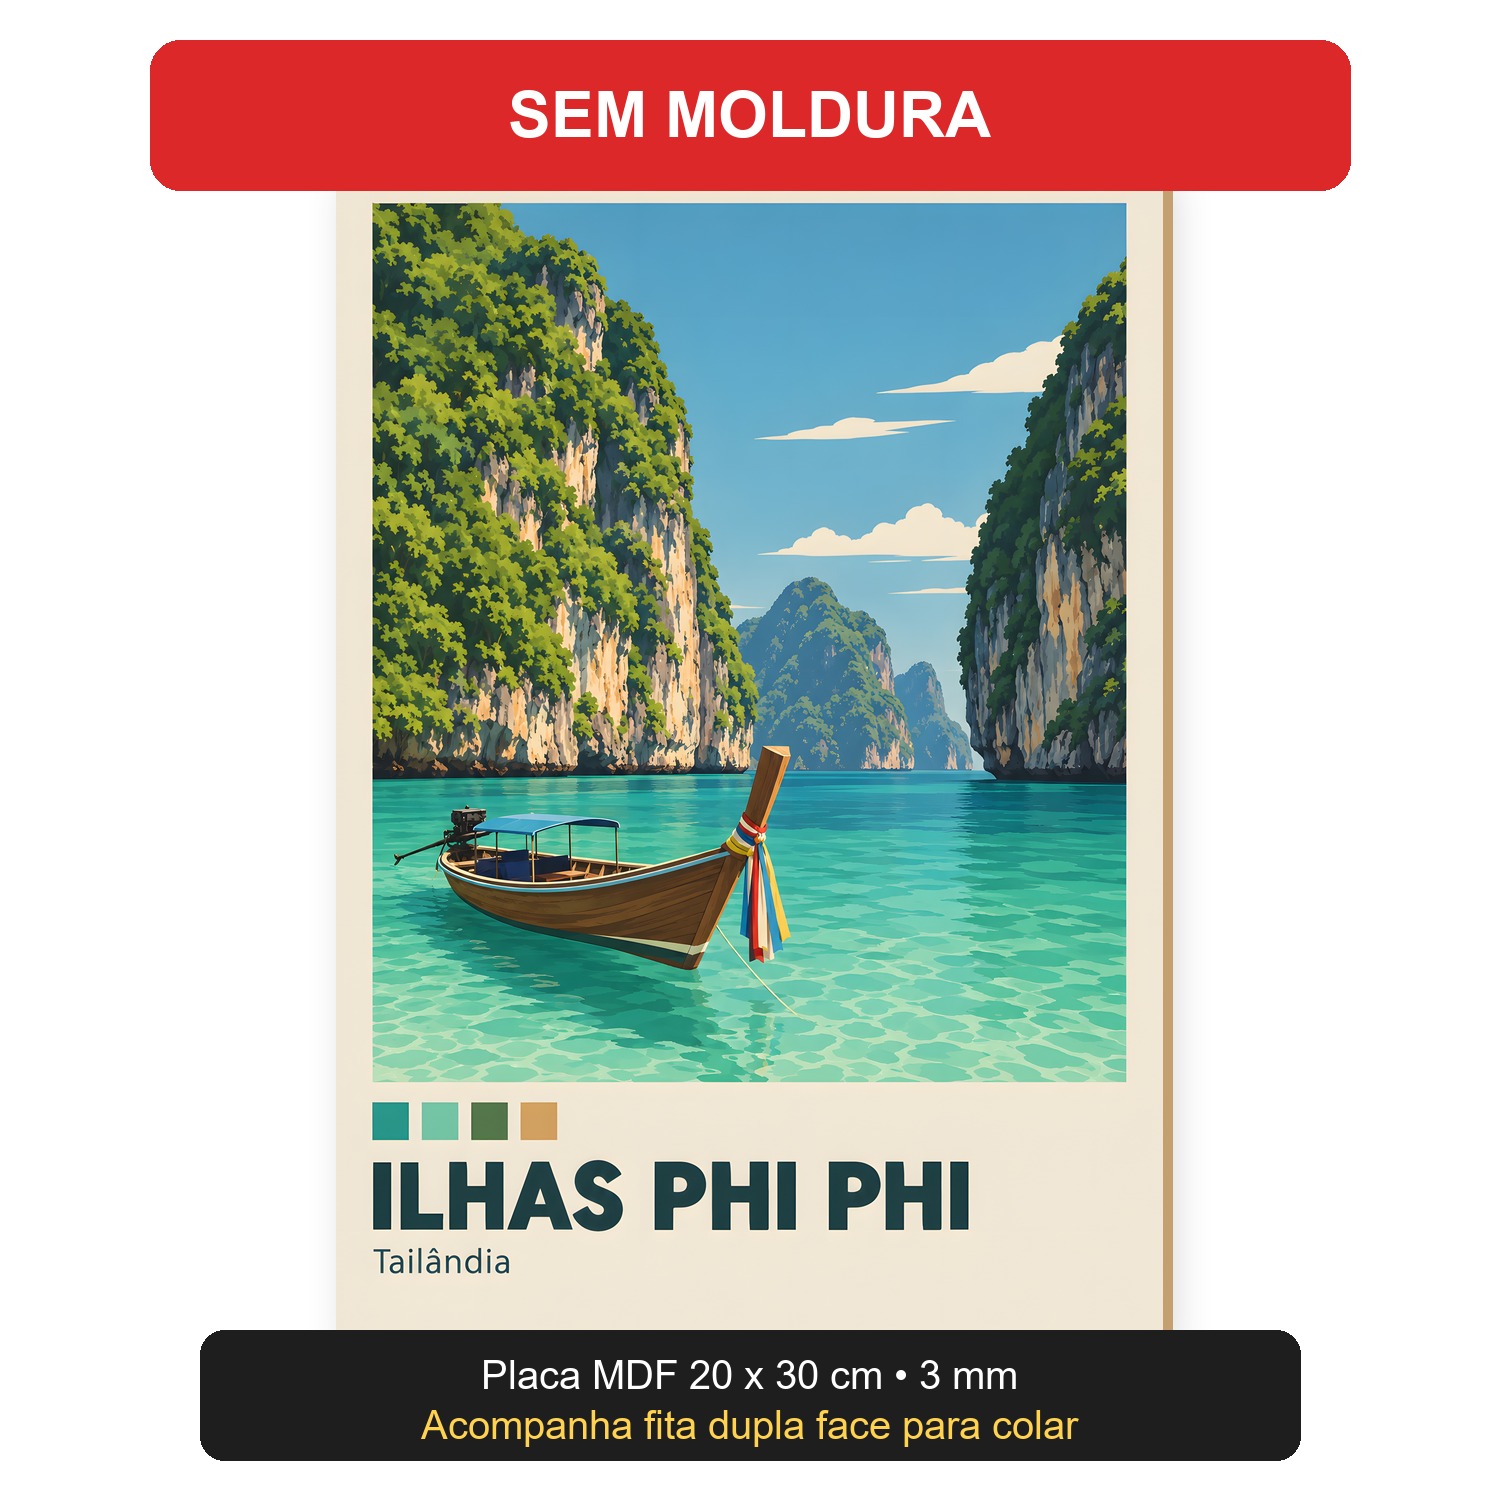 SEM MOLDURA
ILHAS PHI PHI
Tailândia
Placa MDF 20 x 30 cm • 3 mm
Acompanha fita dupla face para colar